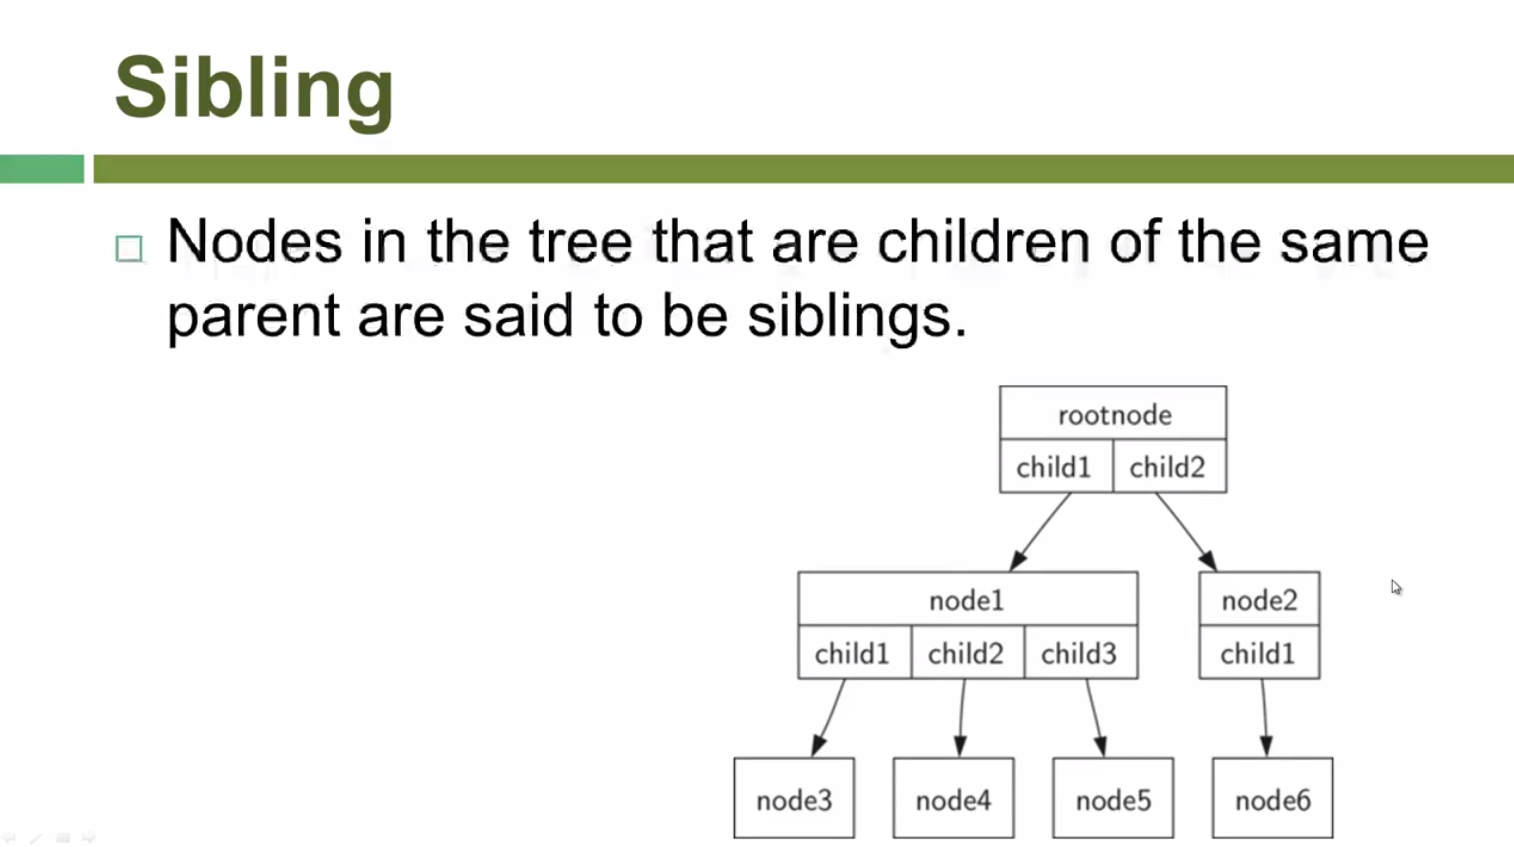 Sibling
Nodes in the tree that are children of the same
parent are said to be siblings.
rootnode
child1 child2
node1 node2
child1 child2 child3 child1
node3 node4 node5 node6